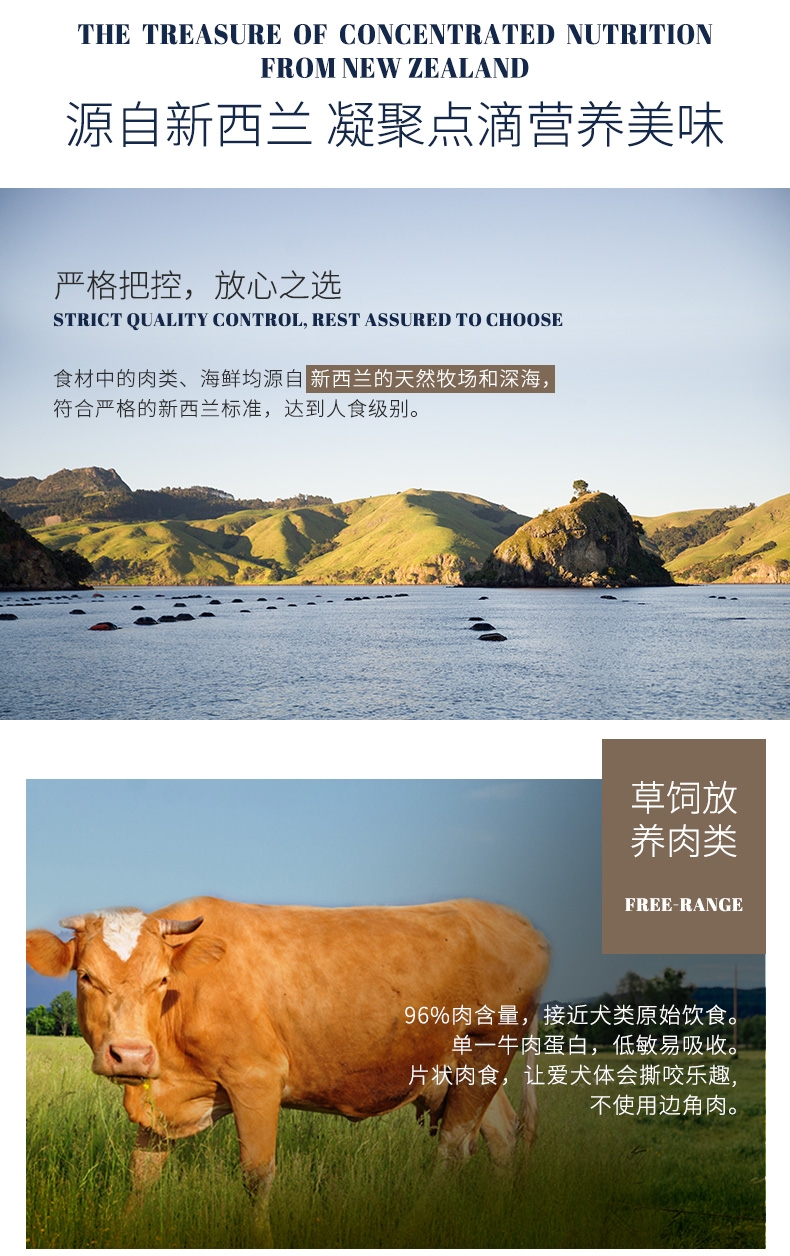 THE TREASURE OF CONCENTRATED NUTRITION
FROM NEW ZEALAND
源自新西兰 凝聚点滴营养美味
严格把控，放心之选
STRICT QUALITY CONTROL, REST ASSURED TO CHOOSE
食材中的肉类、海鲜均源自新西兰的天然牧场和深海，
符合严格的新西兰标准，达到人食级别。
草饲放
养肉类
FREE-RANGE
96%肉含量，接近犬类原始饮食。
单一牛肉蛋白，低敏易吸收。
片状肉食，让爱犬体会撕咬乐趣,
不使用边角肉。